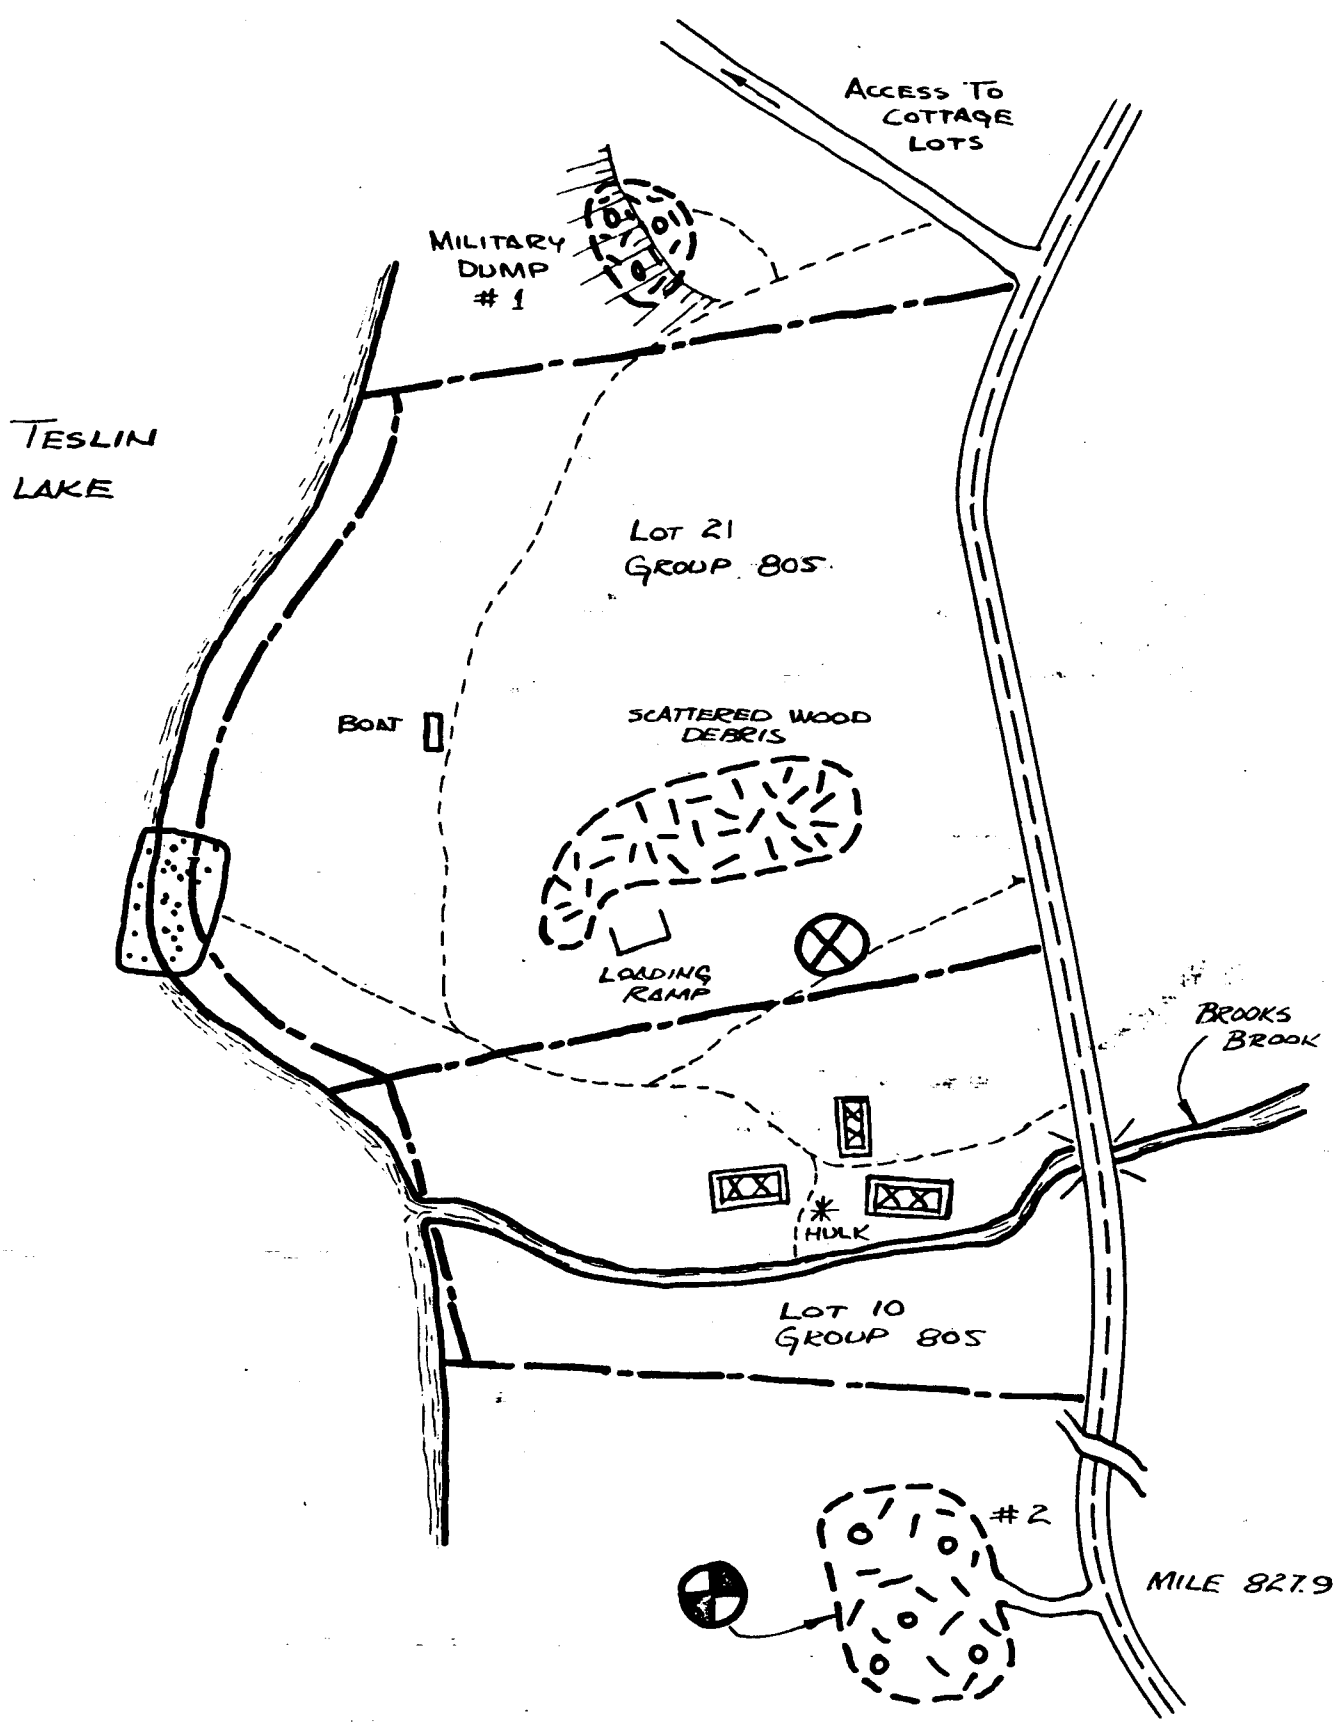 ACCESS TO
COTTAGE
LOTS
MILITARY
DUMP
# 1
TESLIN
LAKE
LOT 21
GROUP 805
BOAT
SCATTERED WOOD
DEBRIS
LOADING
RAMP
BROOKS
BROOK
HULK
LOT 10
GROUP 805
# 2
MILE 827.9